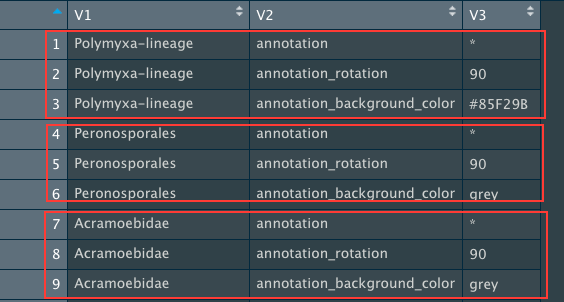 V1 V2 V3
1 Polymyxa-lineage annotation *
2 Polymyxa-lineage annotation_rotation 90
3 Polymyxa-lineage annotation_background_color #85F29B
4 Peronosporales annotation *
5 Peronosporales annotation_rotation 90
6 Peronosporales annotation_background_color grey
7 Acramoebidae annotation *
8 Acramoebidae annotation_rotation 90
9 Acramoebidae annotation_background_color grey